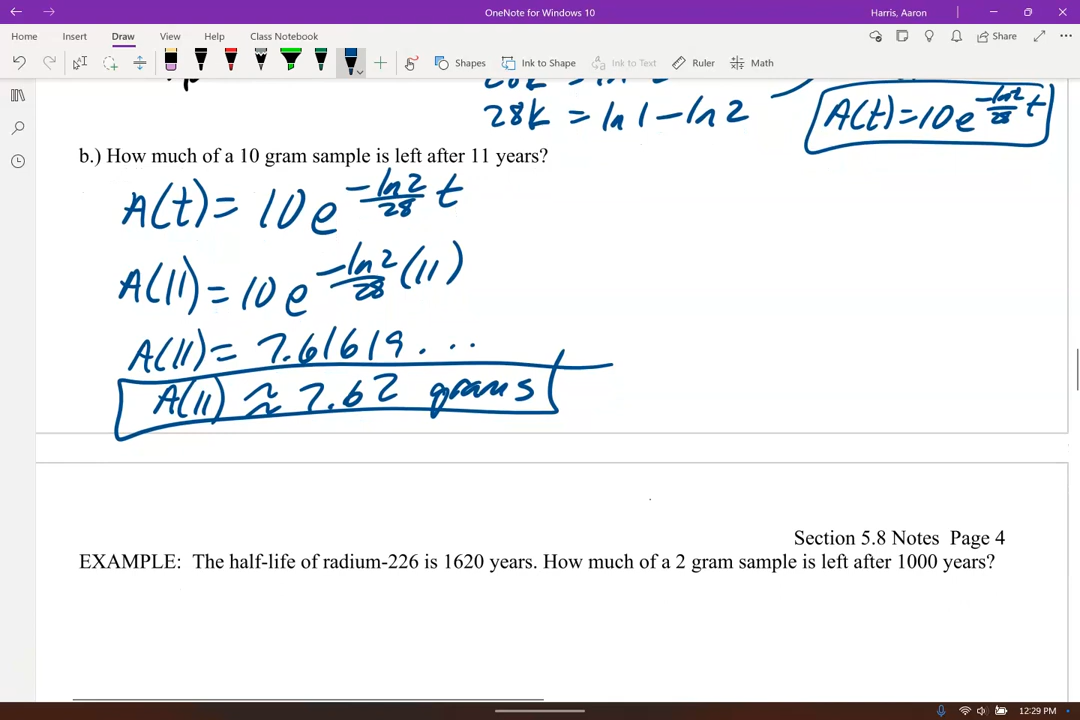 OneNote for Windows 10
Harris, Aaron
Home Insert Draw View Help Class Notebook
Share
Shapes Ink to Shape Ink to Text Ruler Math
28K = ln 1 - ln 2
A(t) = 10e^{-ln2/28 t}
b.) How much of a 10 gram sample is left after 11 years?
A(t) = 10e^{-ln2/28 t}
A(11) = 10e^{-ln2/28 (11)}
A(11) = 7.61619...
A(11) ≈ 7.62 grams
Section 5.8 Notes Page 4
EXAMPLE: The half-life of radium-226 is 1620 years. How much of a 2 gram sample is left after 1000 years?
12:29 PM